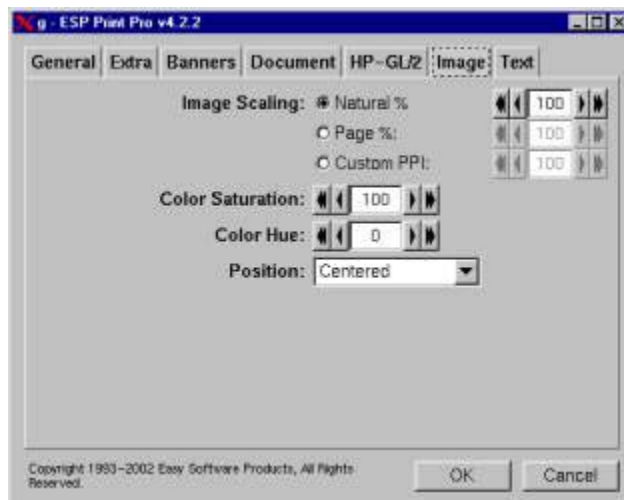 g - ESP Print Pro v4.2.2
General Extra Banners Document HP-GL/2 Image Text
Image Scaling: Natural % 100
Page %: 100
Custom PPI: 100
Color Saturation: 100
Color Hue: 0
Position: Centered
Copyright 1993-2002 Easy Software Products, All Rights
Reserved.
OK Cancel